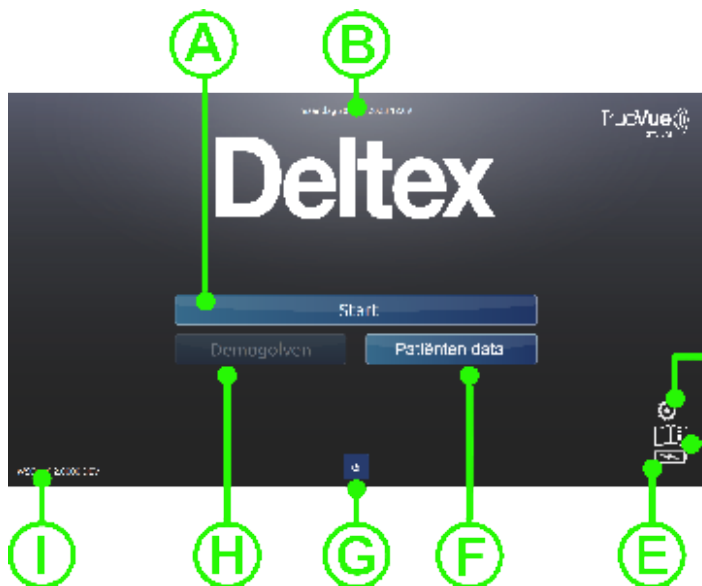 A B
TrueVue
Deltex
Start
Demogolven Patiënten data
I H G F E